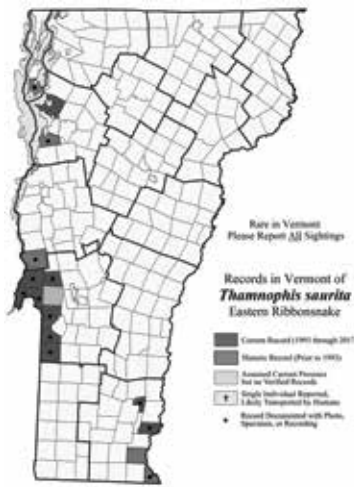 Rare in Vermont
Please Report All Sightings
Records in Vermont of
Thamnophis saurita
Eastern Ribbonsnake
Current Record (1993 through 2017)
Historic Record (Prior to 1993)
Assumed Current Presence
but no Verified Records
Single Individual Reported,
Likely Transported by Humans
Record Documented with Photo,
Specimen, or Recording